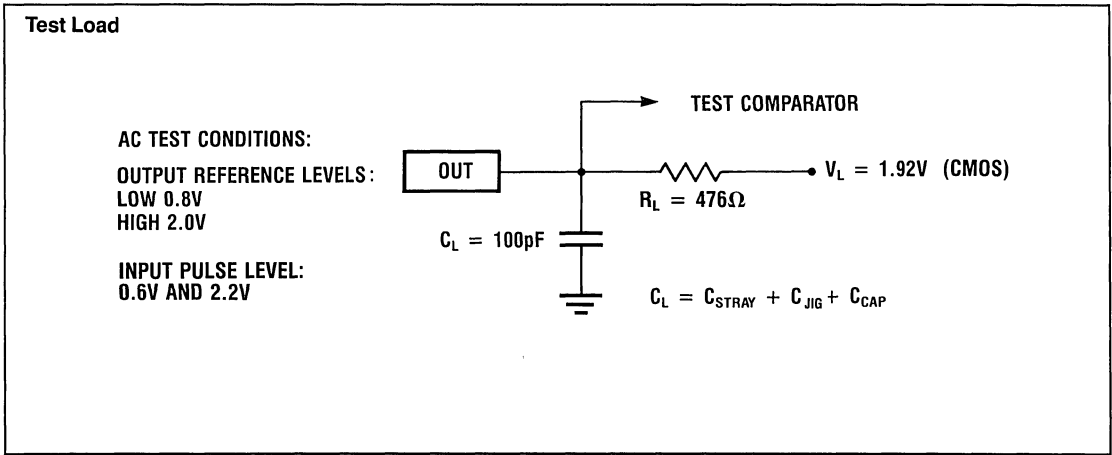 Test Load
TEST COMPARATOR
AC TEST CONDITIONS:
OUTPUT REFERENCE LEVELS:
LOW 0.8V
HIGH 2.0V
INPUT PULSE LEVEL:
0.6V AND 2.2V
OUT
V_L = 1.92V (CMOS)
R_L = 476Ω
C_L = 100pF
C_L = C_STRAY + C_JIG + C_CAP